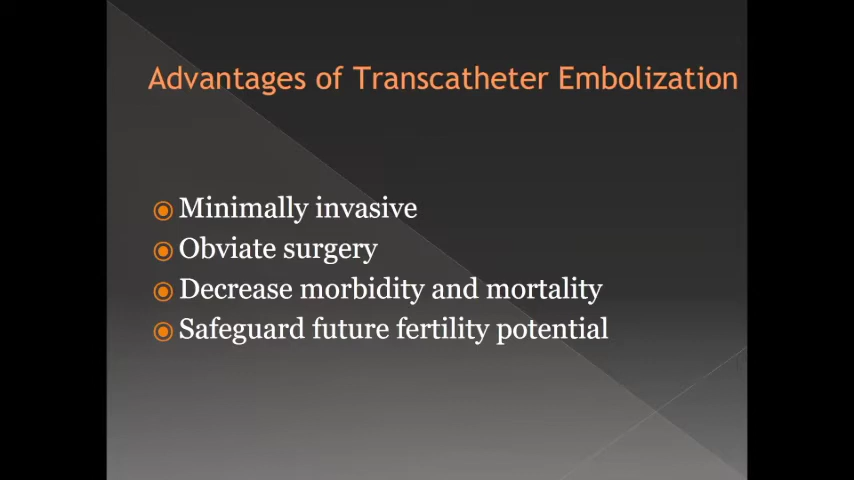 Advantages of Transcatheter Embolization
Minimally invasive
Obviate surgery
Decrease morbidity and mortality
Safeguard future fertility potential